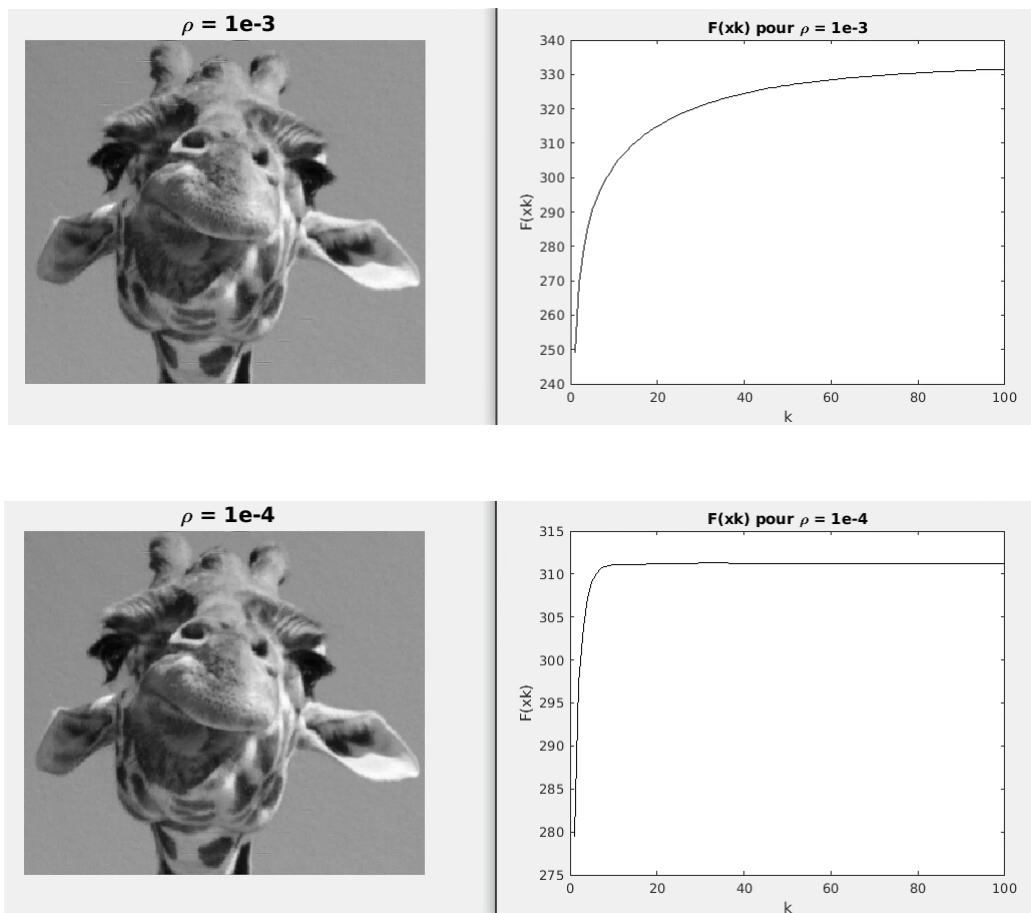 ρ = 1e-3
F(xk) pour ρ = 1e-3
340
330
320
310
300
290
280
270
260
250
240
F(xk)
0 20 40 60 80 100
k
ρ = 1e-4
F(xk) pour ρ = 1e-4
315
310
305
300
295
290
285
280
275
F(xk)
0 20 40 60 80 100
k